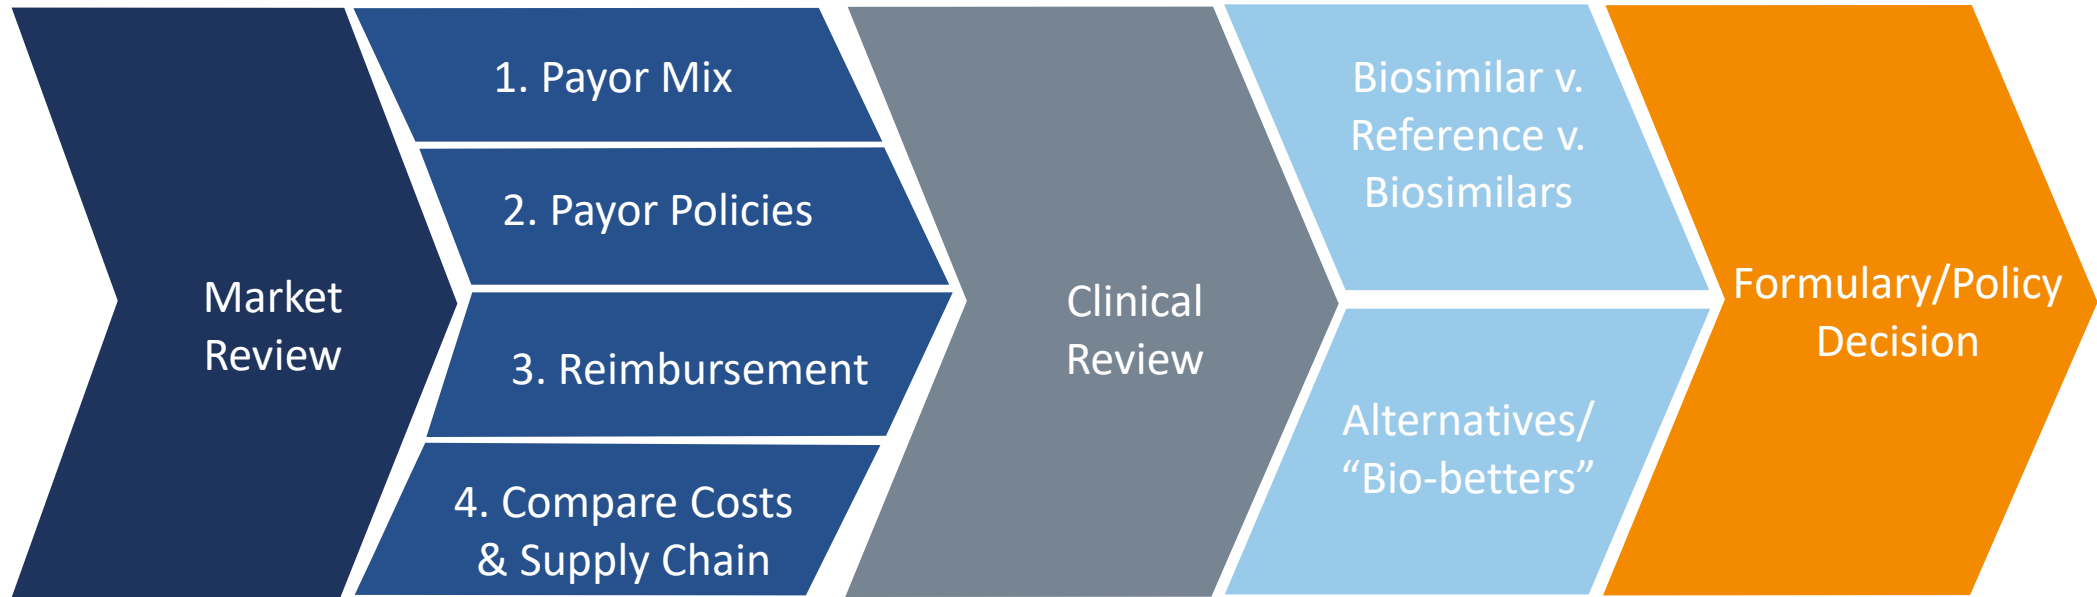 Market
Review
1. Payor Mix
2. Payor Policies
3. Reimbursement
4. Compare Costs
& Supply Chain
Clinical
Review
Biosimilar v.
Reference v.
Biosimilars
Alternatives/
“Bio-betters”
Formulary/Policy
Decision